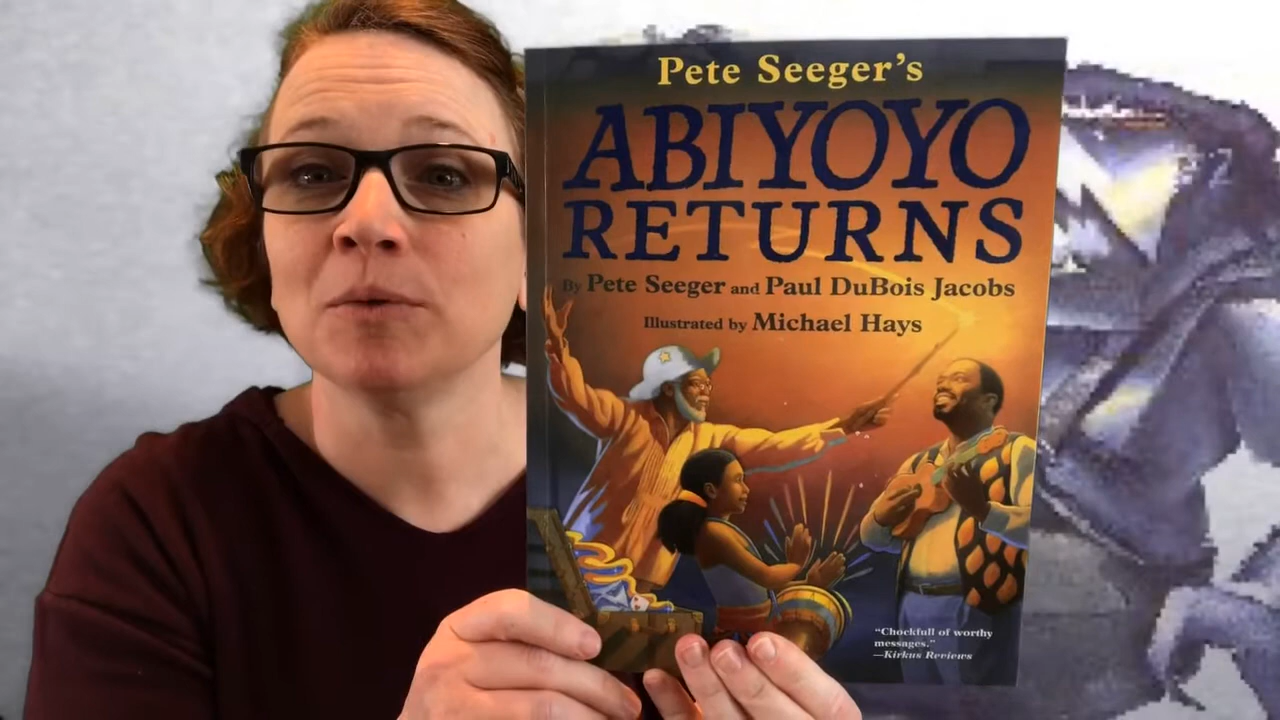 Pete Seeger's
ABIYOYO
RETURNS
By Pete Seeger and Paul DuBois Jacobs
Illustrated by Michael Hays
"Chockfull of worthy
messages."
—Kirkus Reviews